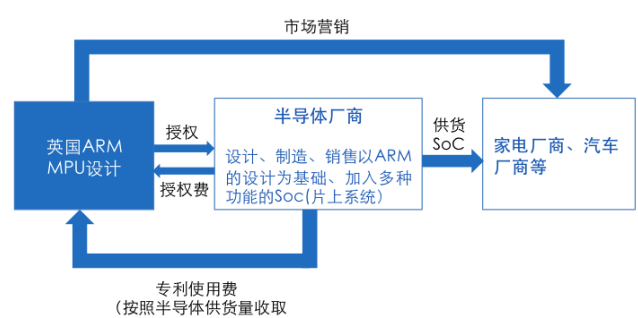 市场营销
英国ARM
MPU设计
授权
授权费
半导体厂商
设计、制造、销售以ARM
的设计为基础、加入多种
功能的Soc(片上系统）
供货
SoC
家电厂商、汽车
厂商等
专利使用费
（按照半导体供货量收取